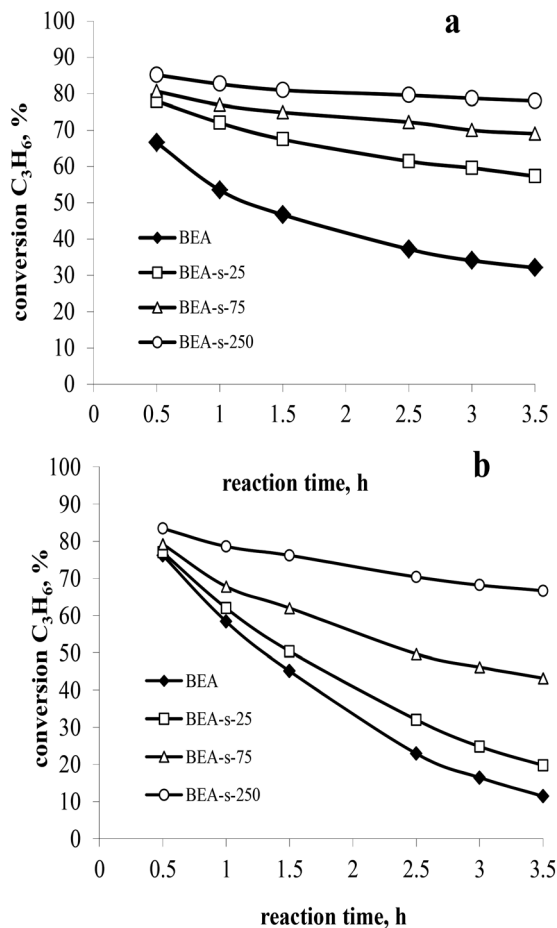 a
100
90
80
70
60
50
40
30
20
10
0
conversion C₃H₆, %
BEA
BEA-s-25
BEA-s-75
BEA-s-250
0 0.5 1 1.5 2 2.5 3 3.5
reaction time, h
b
100
90
80
70
60
50
40
30
20
10
0
conversion C₃H₆, %
BEA
BEA-s-25
BEA-s-75
BEA-s-250
0 0.5 1 1.5 2 2.5 3 3.5
reaction time, h